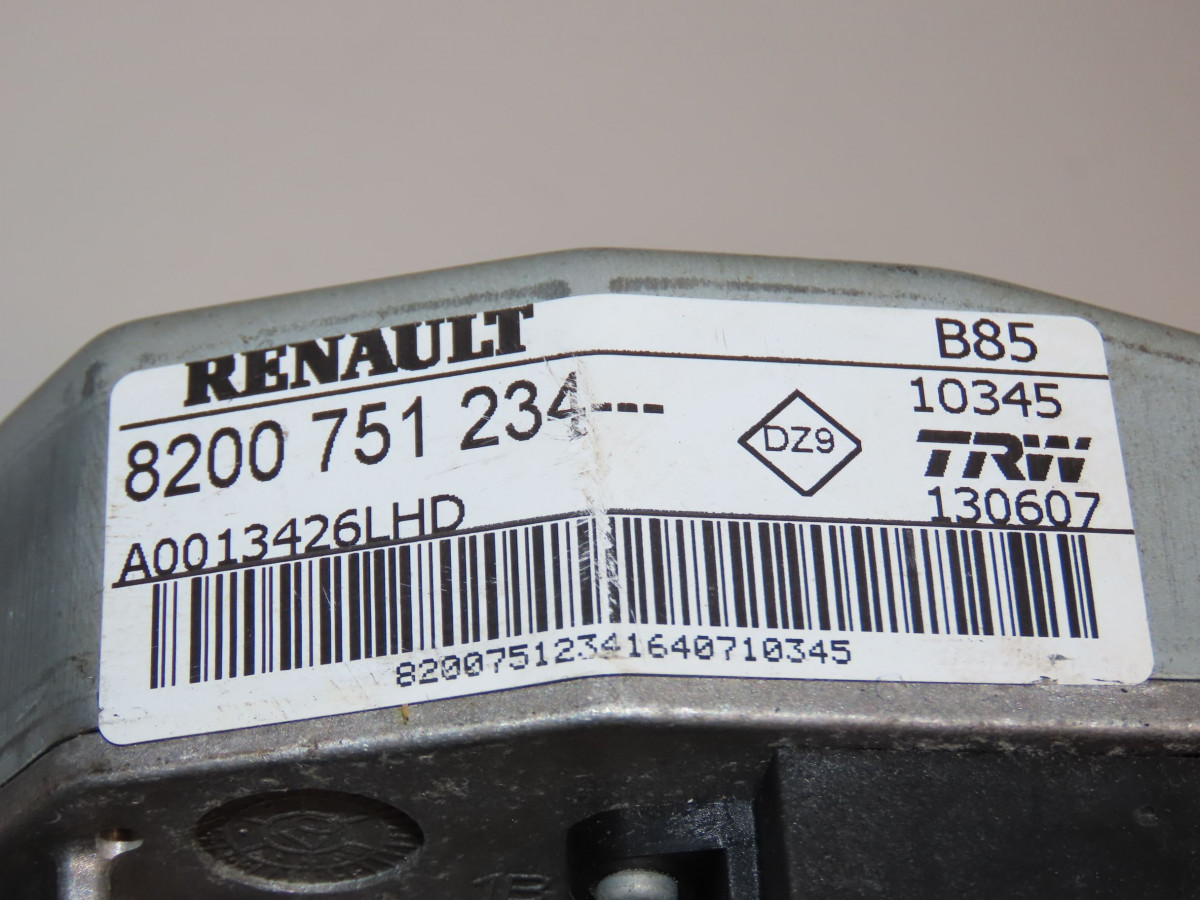 RENAULT B85
8200 751 234--- DZ9 10345
TRW
A0013426LHD 130607
82007512341640710345